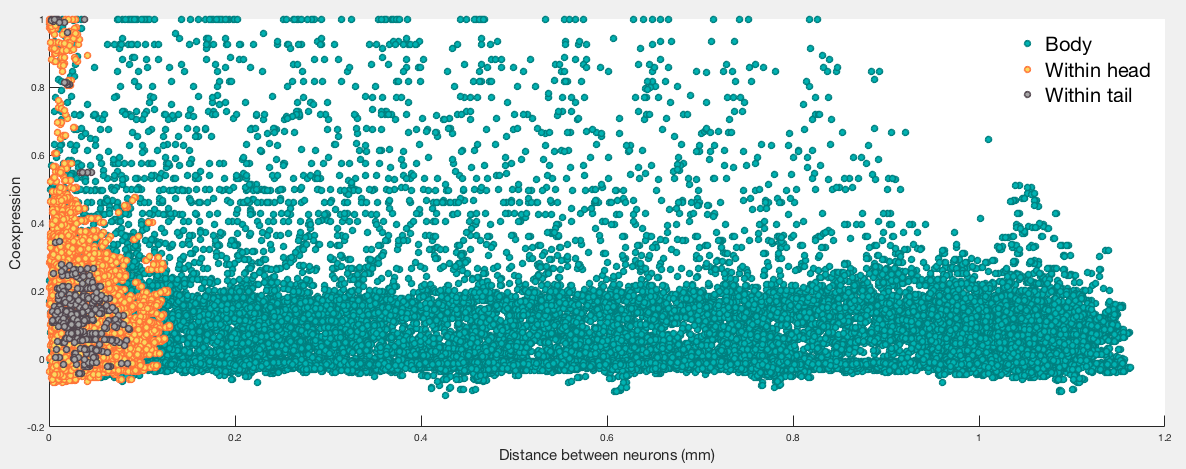 1
Body
Within head
Within tail
0.8
0.6
0.4
0.2
0
-0.2
Coexpression
0
0.2
0.4
0.6
0.8
1
1.2
Distance between neurons (mm)